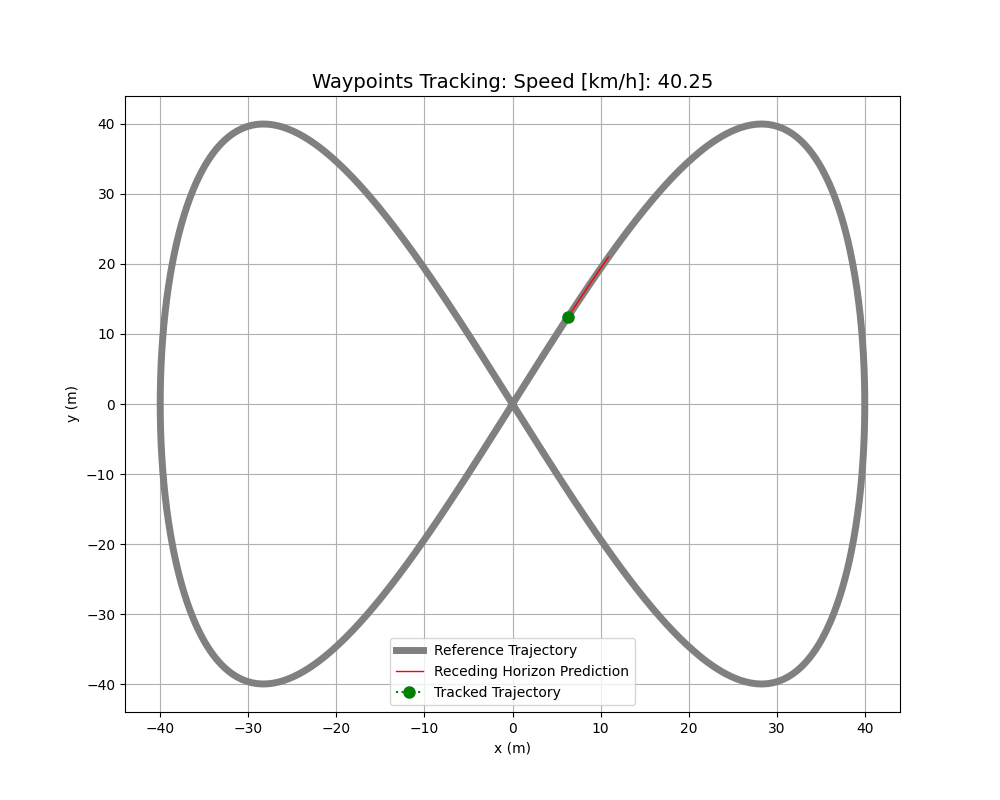 Waypoints Tracking: Speed [km/h]: 40.25
40
30
20
10
0
−10
−20
−30
−40
y (m)
Reference Trajectory
Receding Horizon Prediction
Tracked Trajectory
−40 −30 −20 −10 0 10 20 30 40
x (m)